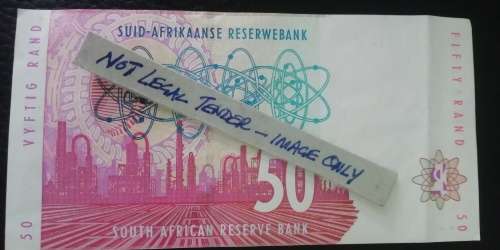 SUID-AFRIKAANSE RESERWEBANK
VYFTIG RAND
FIFTY RAND
NOT LEGAL TENDER - IMAGE ONLY
50
50
SOUTH AFRICAN RESERVE BANK
50